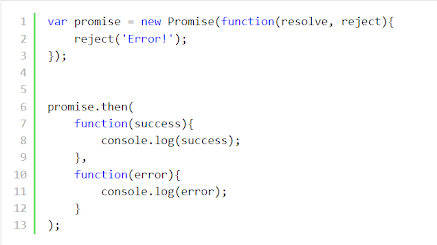 1 var promise = new Promise(function(resolve, reject){
2     reject('Error!');
3 });
4
5
6 promise.then(
7     function(success){
8         console.log(success);
9     },
10     function(error){
11         console.log(error);
12     }
13 );